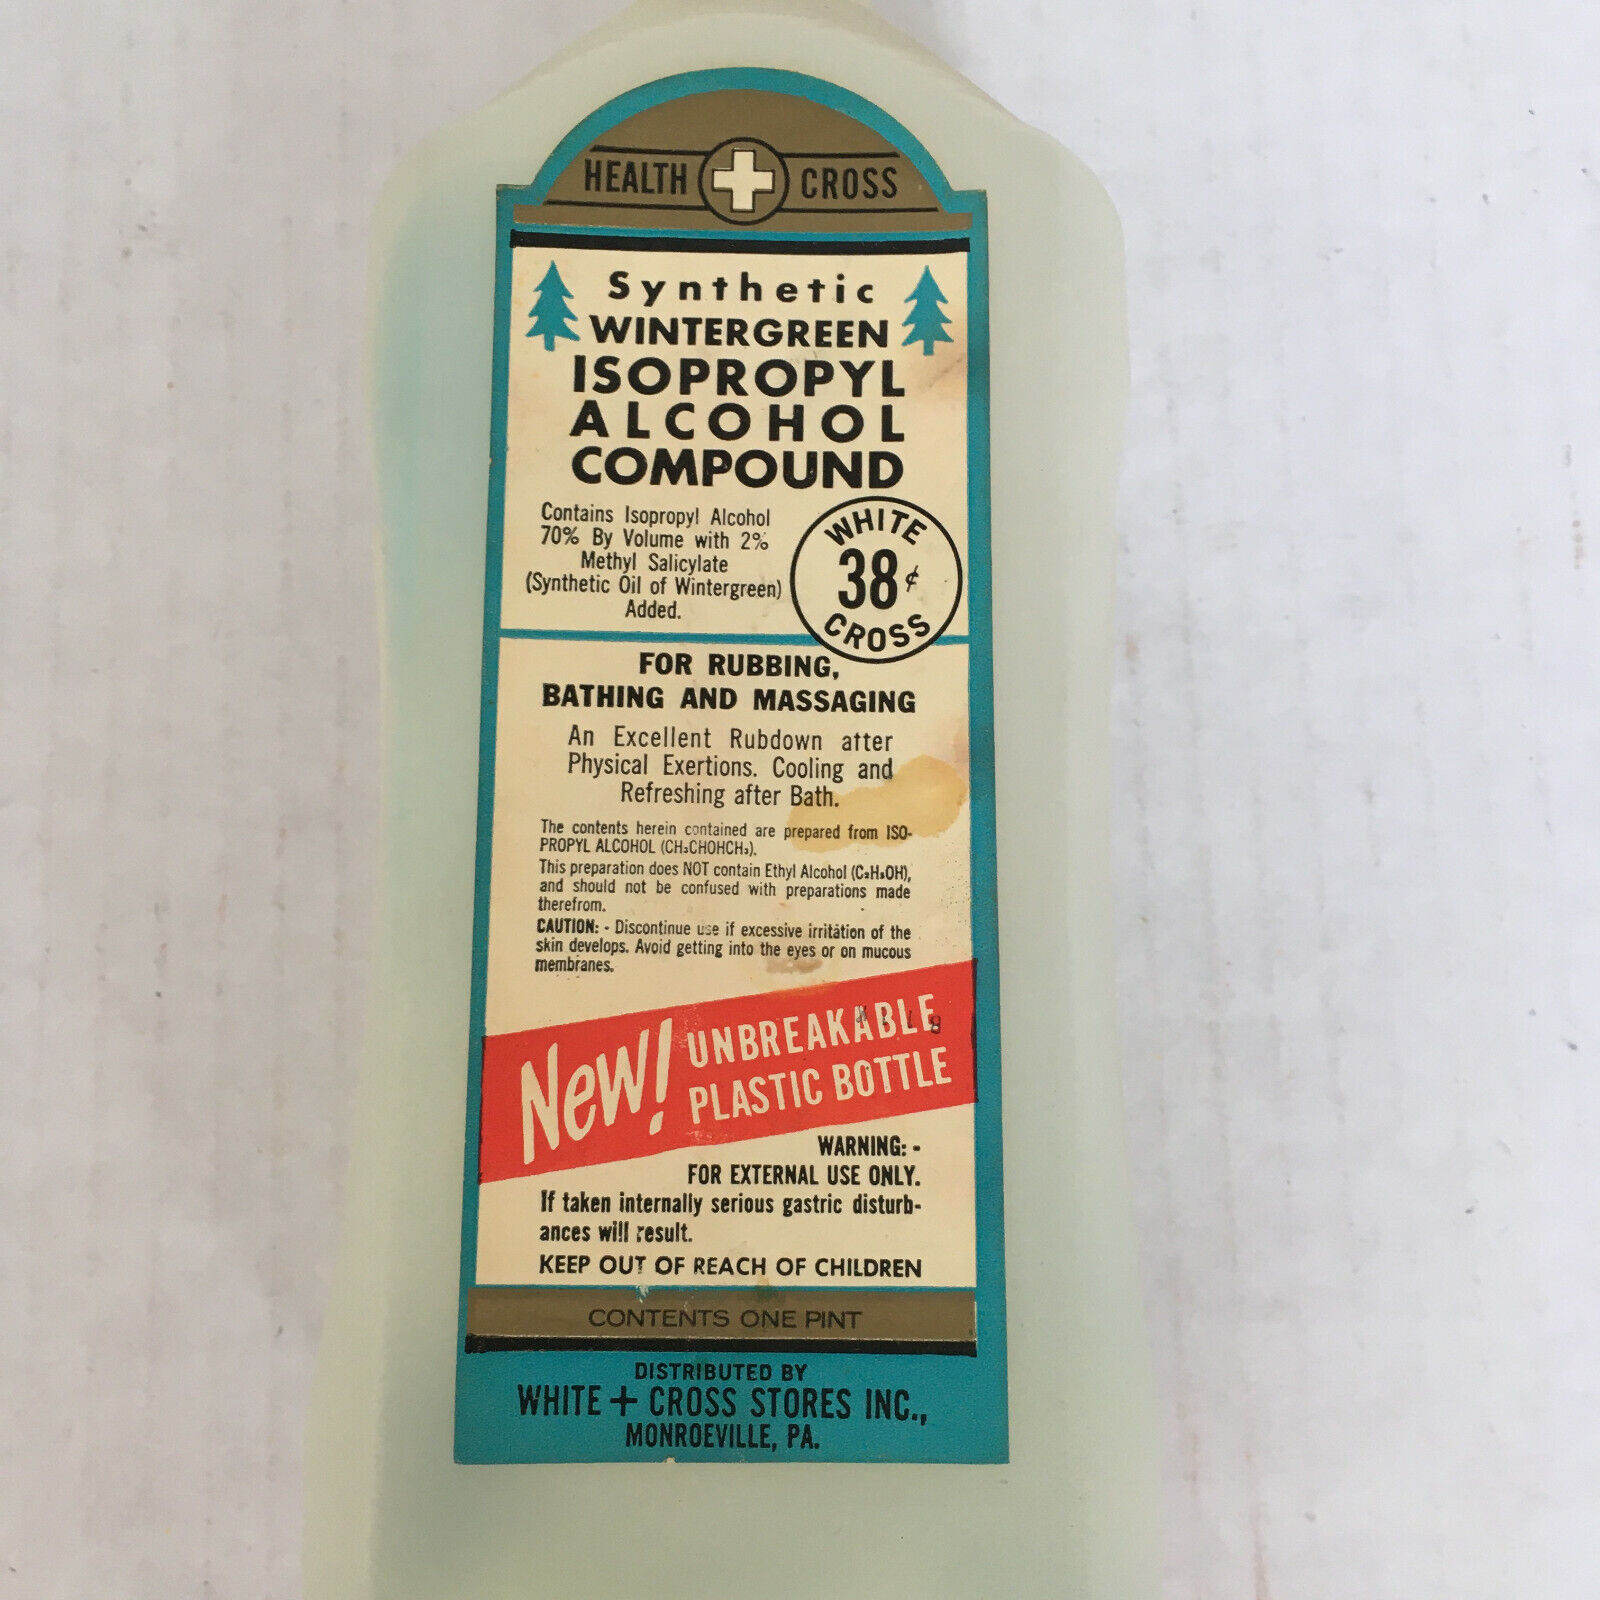 HEALTH CROSS
Synthetic
WINTERGREEN
ISOPROPYL
ALCOHOL
COMPOUND
Contains Isopropyl Alcohol
70% By Volume with 2%
Methyl Salicylate
(Synthetic Oil of Wintergreen)
Added.
WHITE
38¢
CROSS
FOR RUBBING,
BATHING AND MASSAGING
An Excellent Rubdown atter
Physical Exertions. Cooling and
Refreshing after Bath.
The contents herein contained are prepared from ISO-
PROPYL ALCOHOL (CH₃CHOHCH₃).
This preparation does NOT contain Ethyl Alcohol (C₂H₅OH),
and should not be confused with preparations made
therefrom.
CAUTION: - Discontinue use if excessive irritation of the
skin develops. Avoid getting into the eyes or on mucous
membranes.
New! UNBREAKABLE
PLASTIC BOTTLE
WARNING: -
FOR EXTERNAL USE ONLY.
If taken internally serious gastric disturb-
ances will result.
KEEP OUT OF REACH OF CHILDREN
CONTENTS ONE PINT
DISTRIBUTED BY
WHITE + CROSS STORES INC.,
MONROEVILLE, PA.